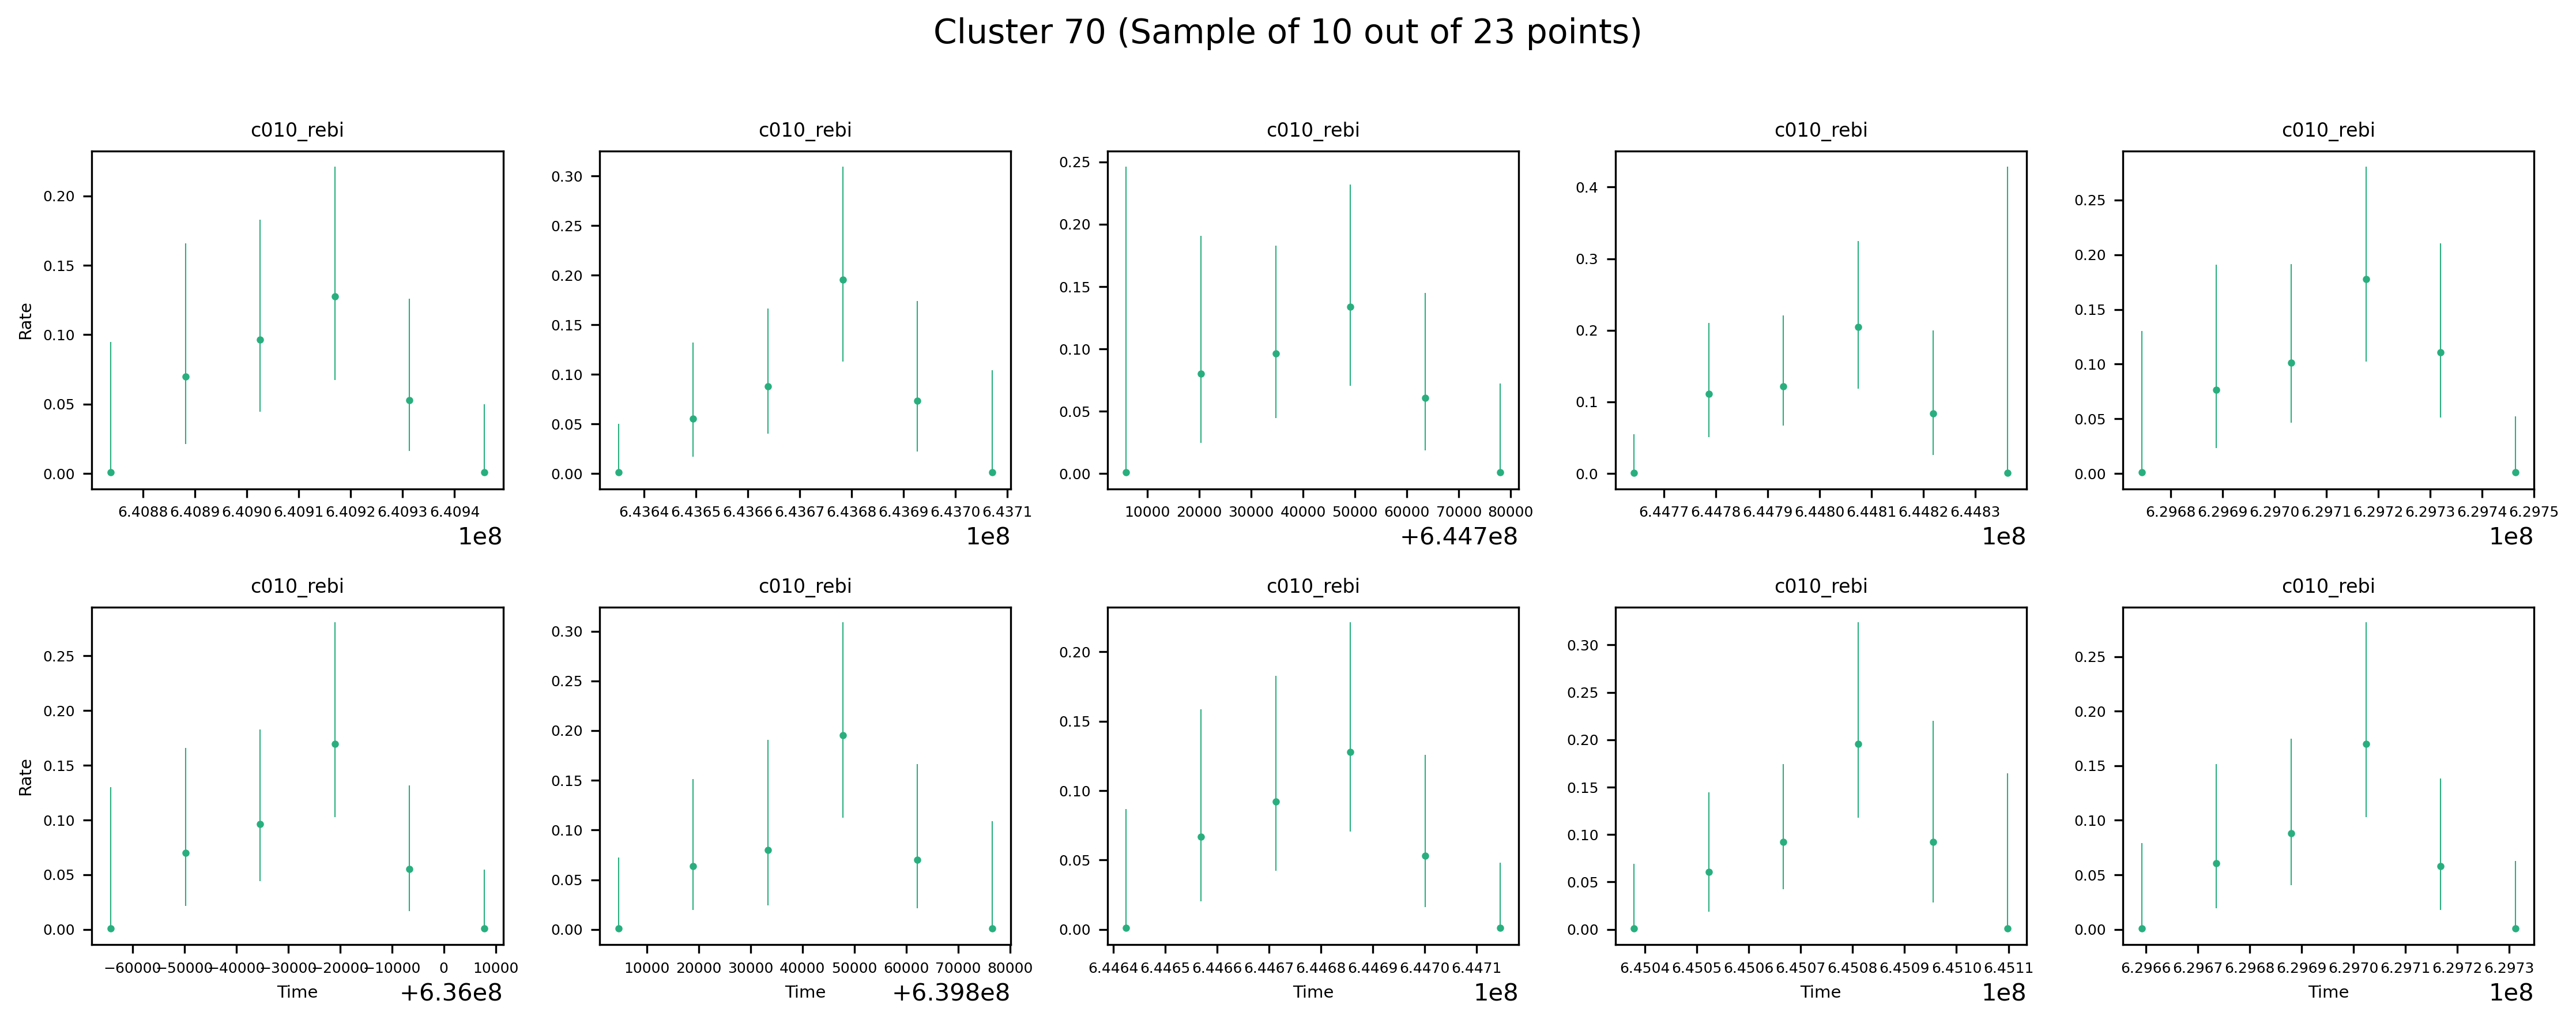 Cluster 70 (Sample of 10 out of 23 points)
c010_rebi c010_rebi c010_rebi c010_rebi c010_rebi
Rate
0.20
0.15
0.10
0.05
0.00
6.4088 6.4089 6.4090 6.4091 6.4092 6.4093 6.4094
1e8
0.30
0.25
0.20
0.15
0.10
0.05
0.00
6.4364 6.4365 6.4366 6.4367 6.4368 6.4369 6.4370 6.4371
1e8
0.25
0.20
0.15
0.10
0.05
0.00
10000 20000 30000 40000 50000 60000 70000 80000
+6.447e8
0.4
0.3
0.2
0.1
0.0
6.4477 6.4478 6.4479 6.4480 6.4481 6.4482 6.4483
1e8
0.25
0.20
0.15
0.10
0.05
0.00
6.2968 6.2969 6.2970 6.2971 6.2972 6.2973 6.2974 6.2975
1e8
c010_rebi c010_rebi c010_rebi c010_rebi c010_rebi
Rate
0.25
0.20
0.15
0.10
0.05
0.00
−60000 −50000 −40000 −30000 −20000 −10000 0 10000
Time
+6.36e8
0.30
0.25
0.20
0.15
0.10
0.05
0.00
10000 20000 30000 40000 50000 60000 70000 80000
Time
+6.398e8
0.20
0.15
0.10
0.05
0.00
6.4464 6.4465 6.4466 6.4467 6.4468 6.4469 6.4470 6.4471
Time
1e8
0.30
0.25
0.20
0.15
0.10
0.05
0.00
6.4504 6.4505 6.4506 6.4507 6.4508 6.4509 6.4510 6.4511
Time
1e8
0.25
0.20
0.15
0.10
0.05
0.00
6.2966 6.2967 6.2968 6.2969 6.2970 6.2971 6.2972 6.2973
Time
1e8